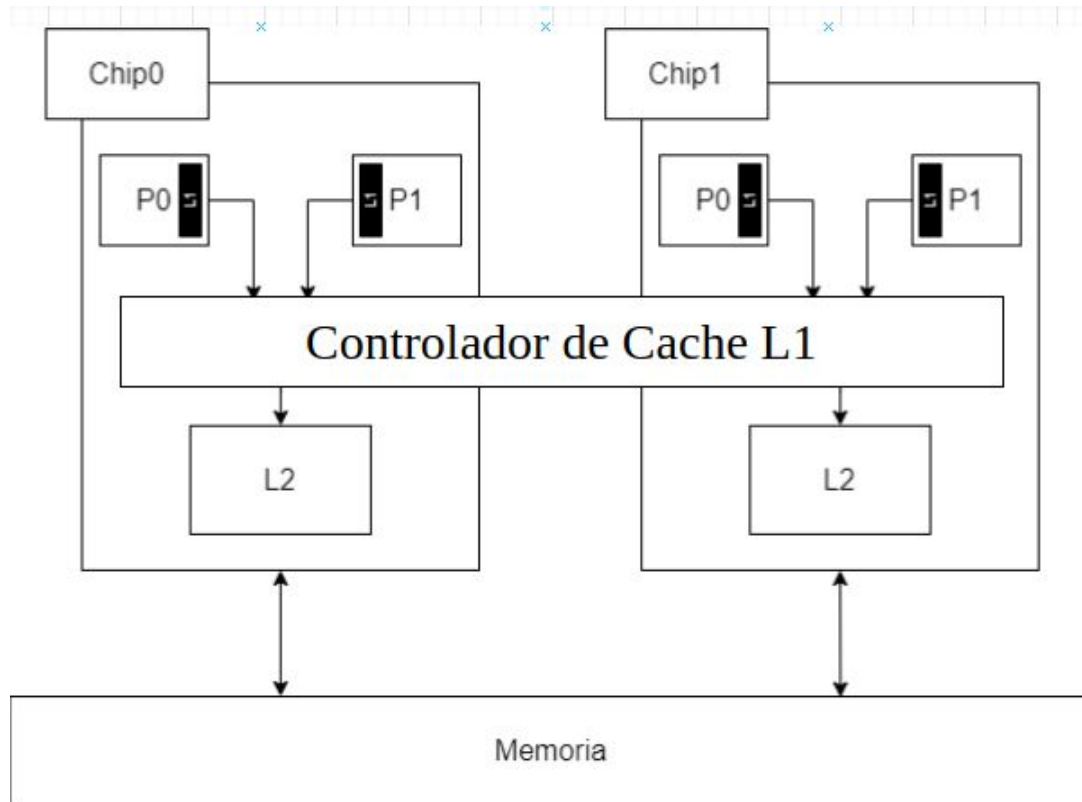 Chip0
Chip1
P0
L1
L1
P1
P0
L1
L1
P1
Controlador de Cache L1
L2
L2
Memoria